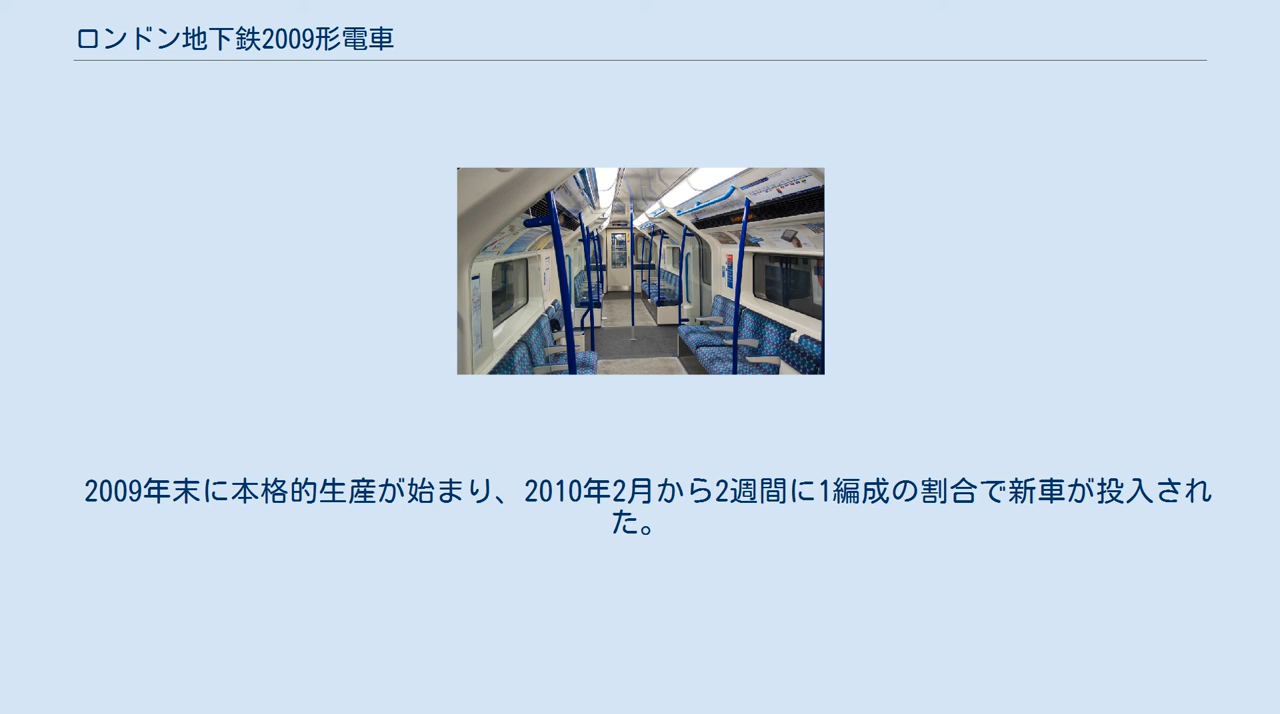 ロンドン地下鉄2009形電車
2009年末に本格的生産が始まり、2010年2月から2週間に1編成の割合で新車が投入され
た。